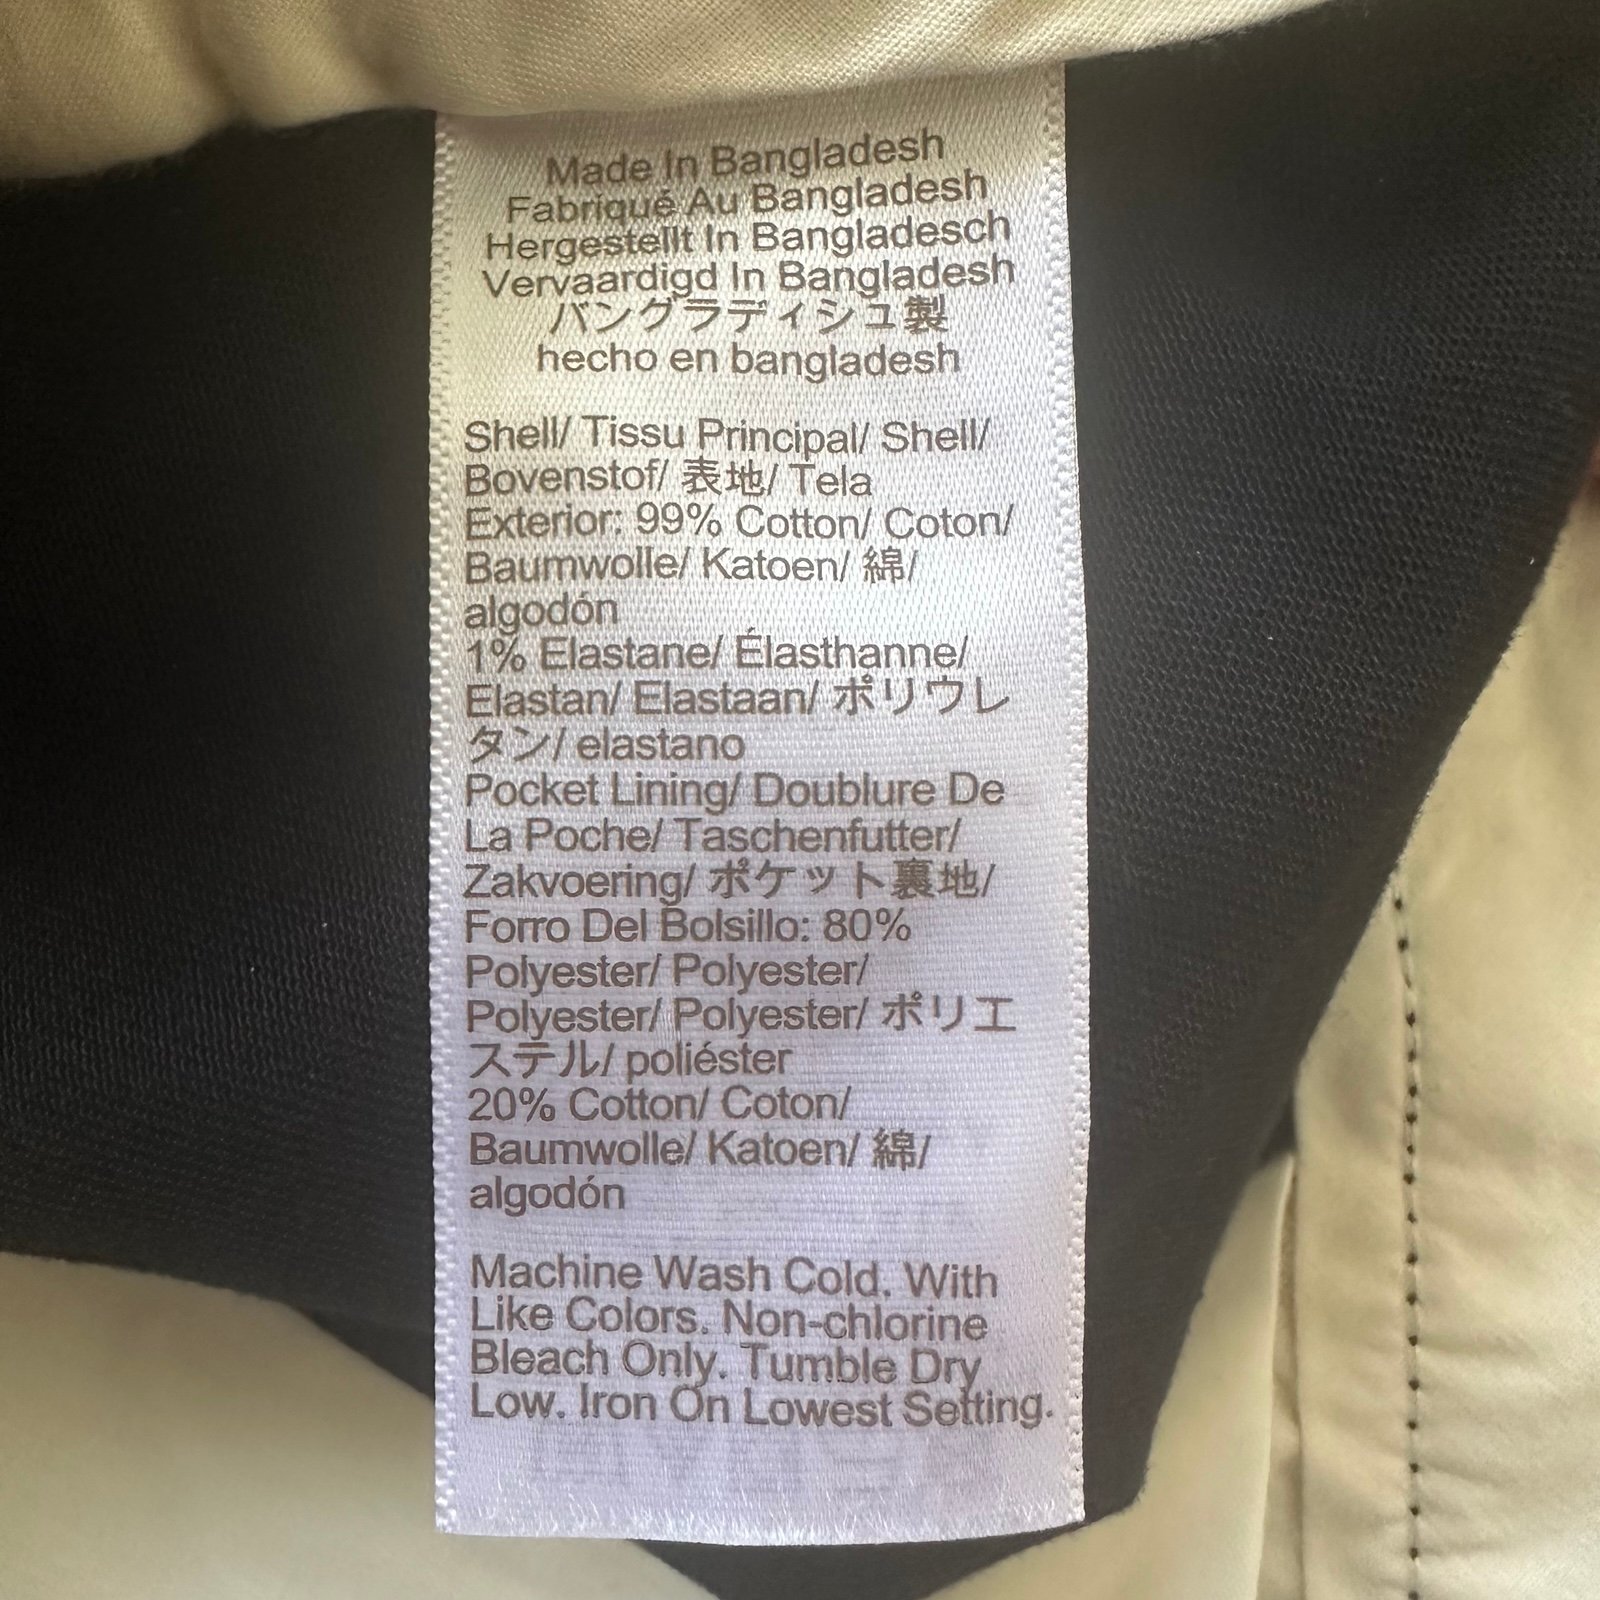 Made In Bangladesh
Fabriqué Au Bangladesh
Hergestellt In Bangladesch
Vervaardigd In Bangladesh
バングラディシュ製
hecho en bangladesh
Shell/ Tissu Principal/ Shell/
Bovenstof/ 表地/ Tela
Exterior: 99% Cotton/ Coton/
Baumwolle/ Katoen/ 綿/
algodón
1% Elastane/ Élasthanne/
Elastan/ Elastaan/ ポリウレ
タン/ elastano
Pocket Lining/ Doublure De
La Poche/ Taschenfutter/
Zakvoering/ ポケット裏地/
Forro Del Bolsillo: 80%
Polyester/ Polyester/
Polyester/ Polyester/ ポリエ
ステル/ poliéster
20% Cotton/ Coton/
Baumwolle/ Katoen/ 綿/
algodón
Machine Wash Cold. With
Like Colors. Non-chlorine
Bleach Only. Tumble Dry
Low. Iron On Lowest Setting.